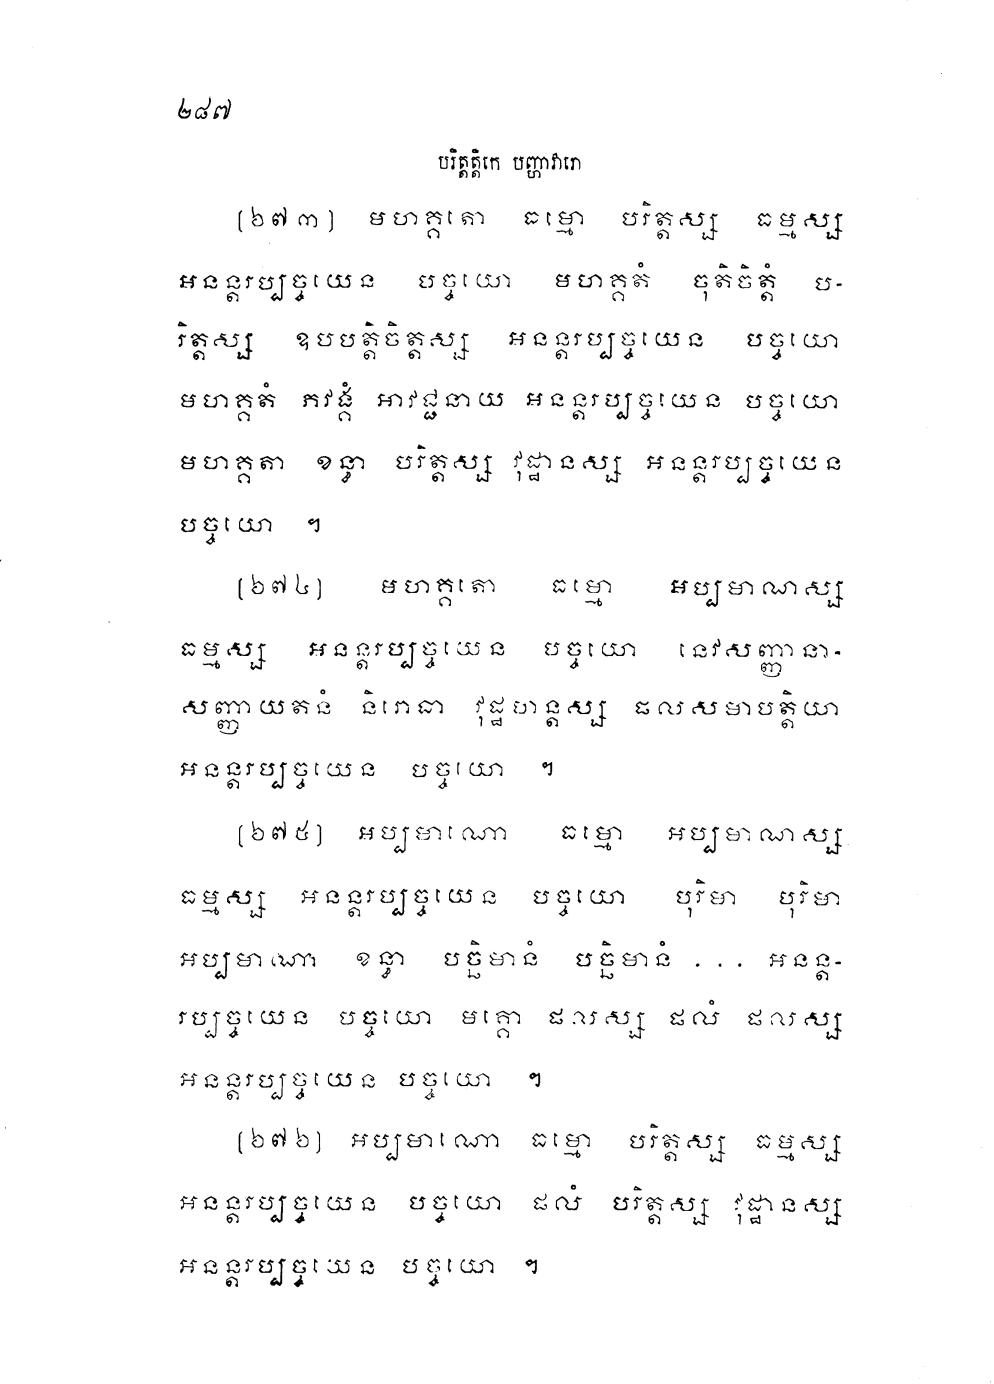 ២៨៧
បរិត្តត្តិកេ បញ្ហាវារោ
[៦៧៣] មហគ្គតោ ធម្មោ បរិត្តស្ស ធម្មស្ស
អនន្តរប្បច្ចយេន បច្ចយោ មហគ្គតំ ចុតិចិត្តំ ប-
រិត្តស្ស ឧបបត្តិចិត្តស្ស អនន្តរប្បច្ចយេន បច្ចយោ
មហគ្គតំ ភវង្គំ អាវជ្ជនាយ អនន្តរប្បច្ចយេន បច្ចយោ
មហគ្គតា ខន្ធា បរិត្តស្ស វុដ្ឋានស្ស អនន្តរប្បច្ចយេន
បច្ចយោ ។
[៦៧៤] មហគ្គតោ ធម្មោ អប្បមាណស្ស
ធម្មស្ស អនន្តរប្បច្ចយេន បច្ចយោ នេវសញ្ញានា-
សញ្ញាយតនំ និរោធា វុដ្ឋហន្តស្ស ផលសមាបត្តិយា
អនន្តរប្បច្ចយេន បច្ចយោ ។
[៦៧៥] អប្បមាណោ ធម្មោ អប្បមាណស្ស
ធម្មស្ស អនន្តរប្បច្ចយេន បច្ចយោ បុរិមា បុរិមា
អប្បមាណា ខន្ធា បច្ឆិមានំ បច្ឆិមានំ ... អនន្ត-
រប្បច្ចយេន បច្ចយោ មគ្គោ ផលស្ស ផលំ ផលស្ស
អនន្តរប្បច្ចយេន បច្ចយោ ។
[៦៧៦] អប្បមាណោ ធម្មោ បរិត្តស្ស ធម្មស្ស
អនន្តរប្បច្ចយេន បច្ចយោ ផលំ បរិត្តស្ស វុដ្ឋានស្ស
អនន្តរប្បច្ចយេន បច្ចយោ ។